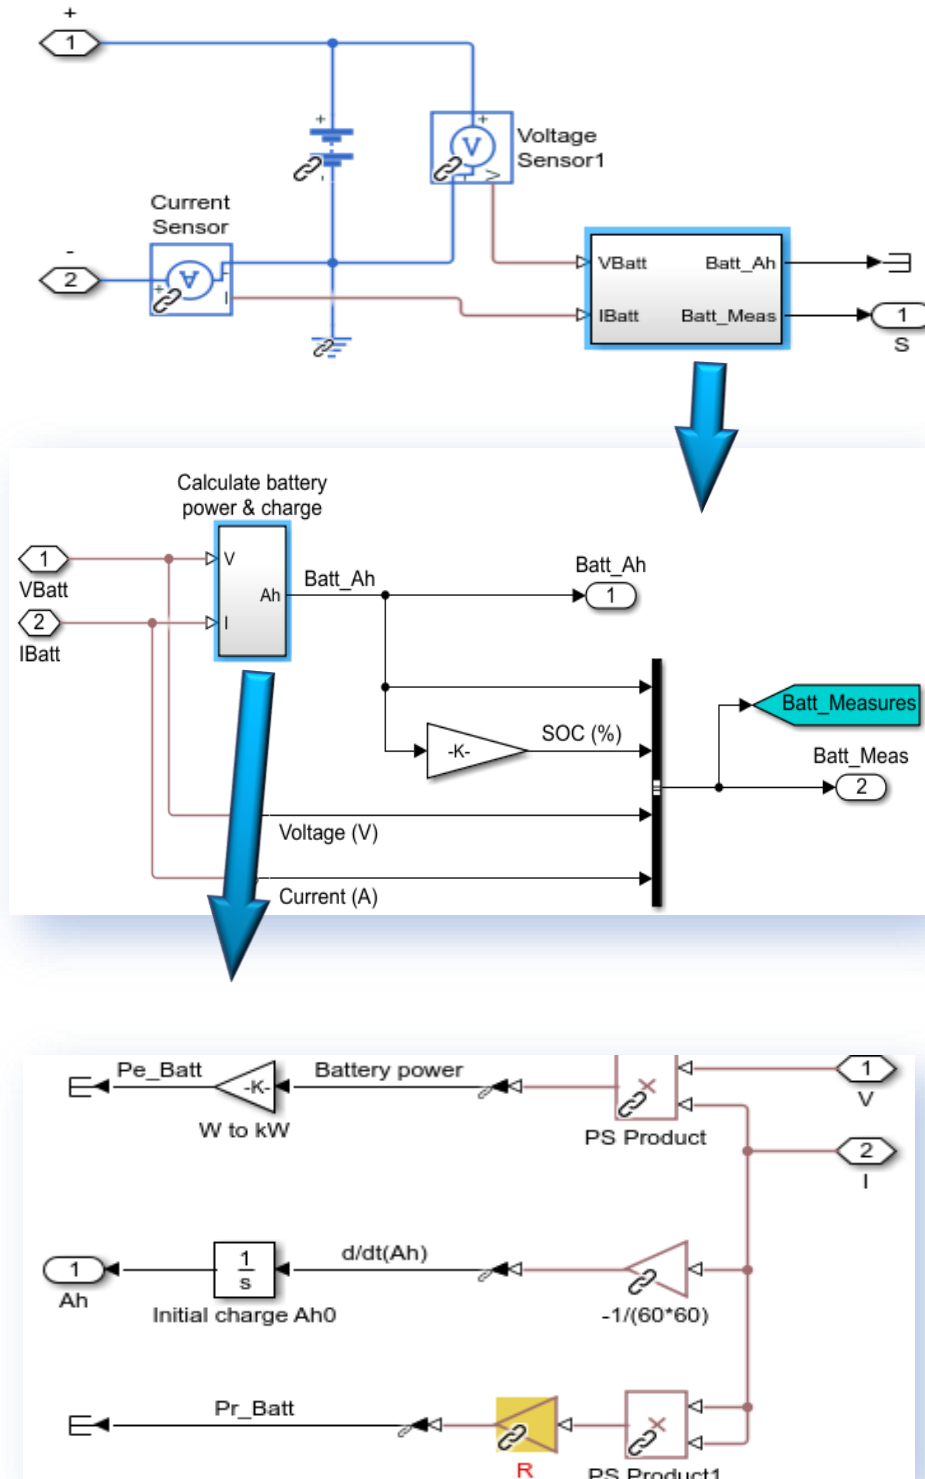 +
1
+
+
V
Voltage
Sensor1
V
-
Current
Sensor
-
2
A
+
-
I
VBatt
Batt_Ah
IBatt
Batt_Meas
1
S
Calculate battery
power & charge
1
VBatt
V
Ah
Batt_Ah
Batt_Ah
1
2
IBatt
I
-K-
SOC (%)
Batt_Measures
Batt_Meas
2
Voltage (V)
Current (A)
Pe_Batt
-K-
W to kW
Battery power
×
PS Product
1
V
2
I
1
Ah
1
s
Initial charge Ah0
d/dt(Ah)
-1/(60*60)
Pr_Batt
R
×
PS Product1